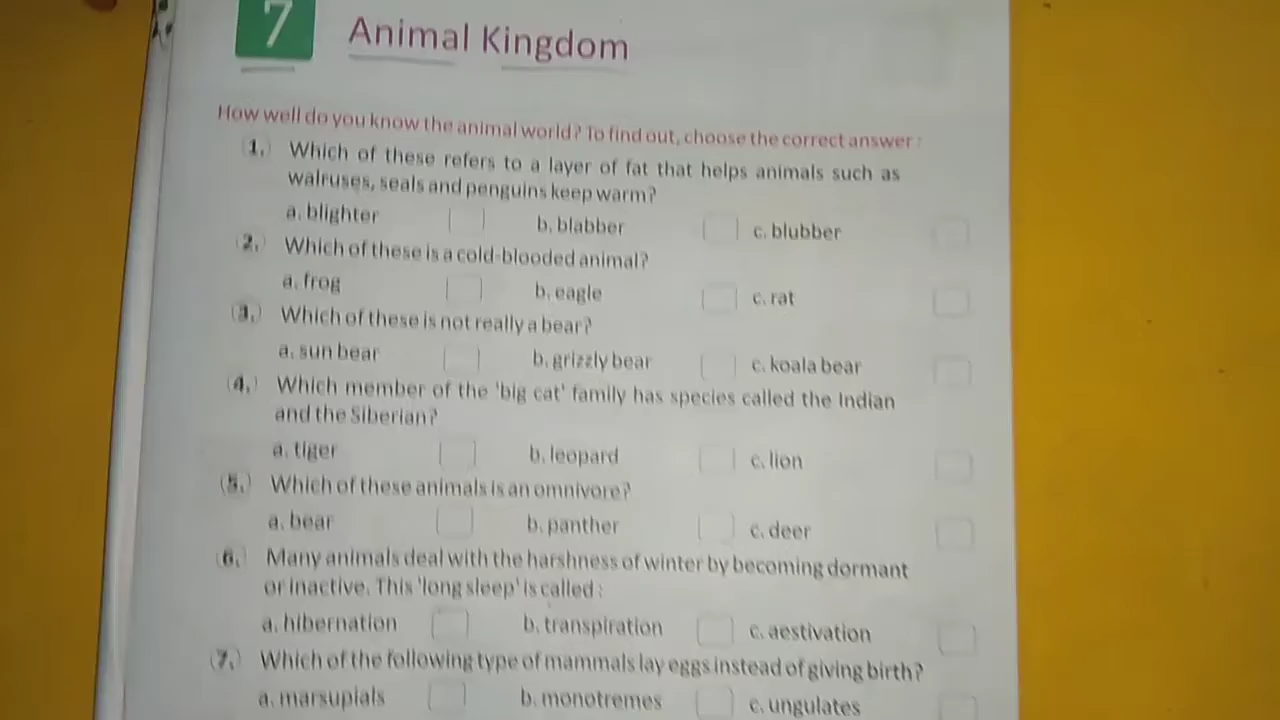 7 Animal Kingdom
How well do you know the animal world? To find out, choose the correct answer :
1. Which of these refers to a layer of fat that helps animals such as
walruses, seals and penguins keep warm?
a. blighter b. blabber c. blubber
2. Which of these is a cold-blooded animal?
a. frog b. eagle c. rat
3. Which of these is not really a bear?
a. sun bear b. grizzly bear c. koala bear
4. Which member of the 'big cat' family has species called the Indian
and the Siberian?
a. tiger b. leopard c. lion
5. Which of these animals is an omnivore?
a. bear b. panther c. deer
6. Many animals deal with the harshness of winter by becoming dormant
or inactive. This 'long sleep' is called :
a. hibernation b. transpiration c. aestivation
7. Which of the following type of mammals lay eggs instead of giving birth?
a. marsupials b. monotremes c. ungulates